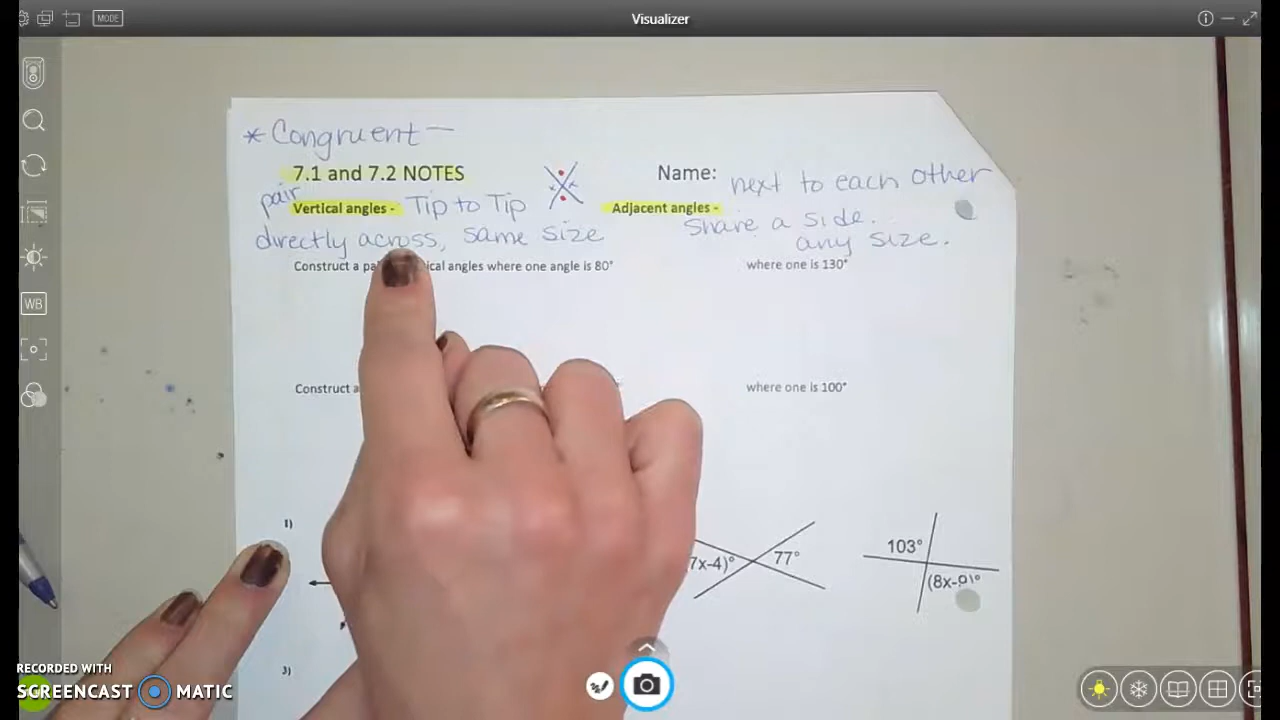 MODE
Visualizer
* Congruent —
7.1 and 7.2 NOTES
Name:
next to each other
pair
Vertical angles - Tip to Tip
Adjacent angles -
share a side.
directly across, same size
any size.
Construct a pa ical angles where one angle is 80°
where one is 130°
WB
Construct a
where one is 100°
1)
7x-4)°
77°
103°
(8x-9)°
3)
RECORDED WITH
SCREENCAST MATIC